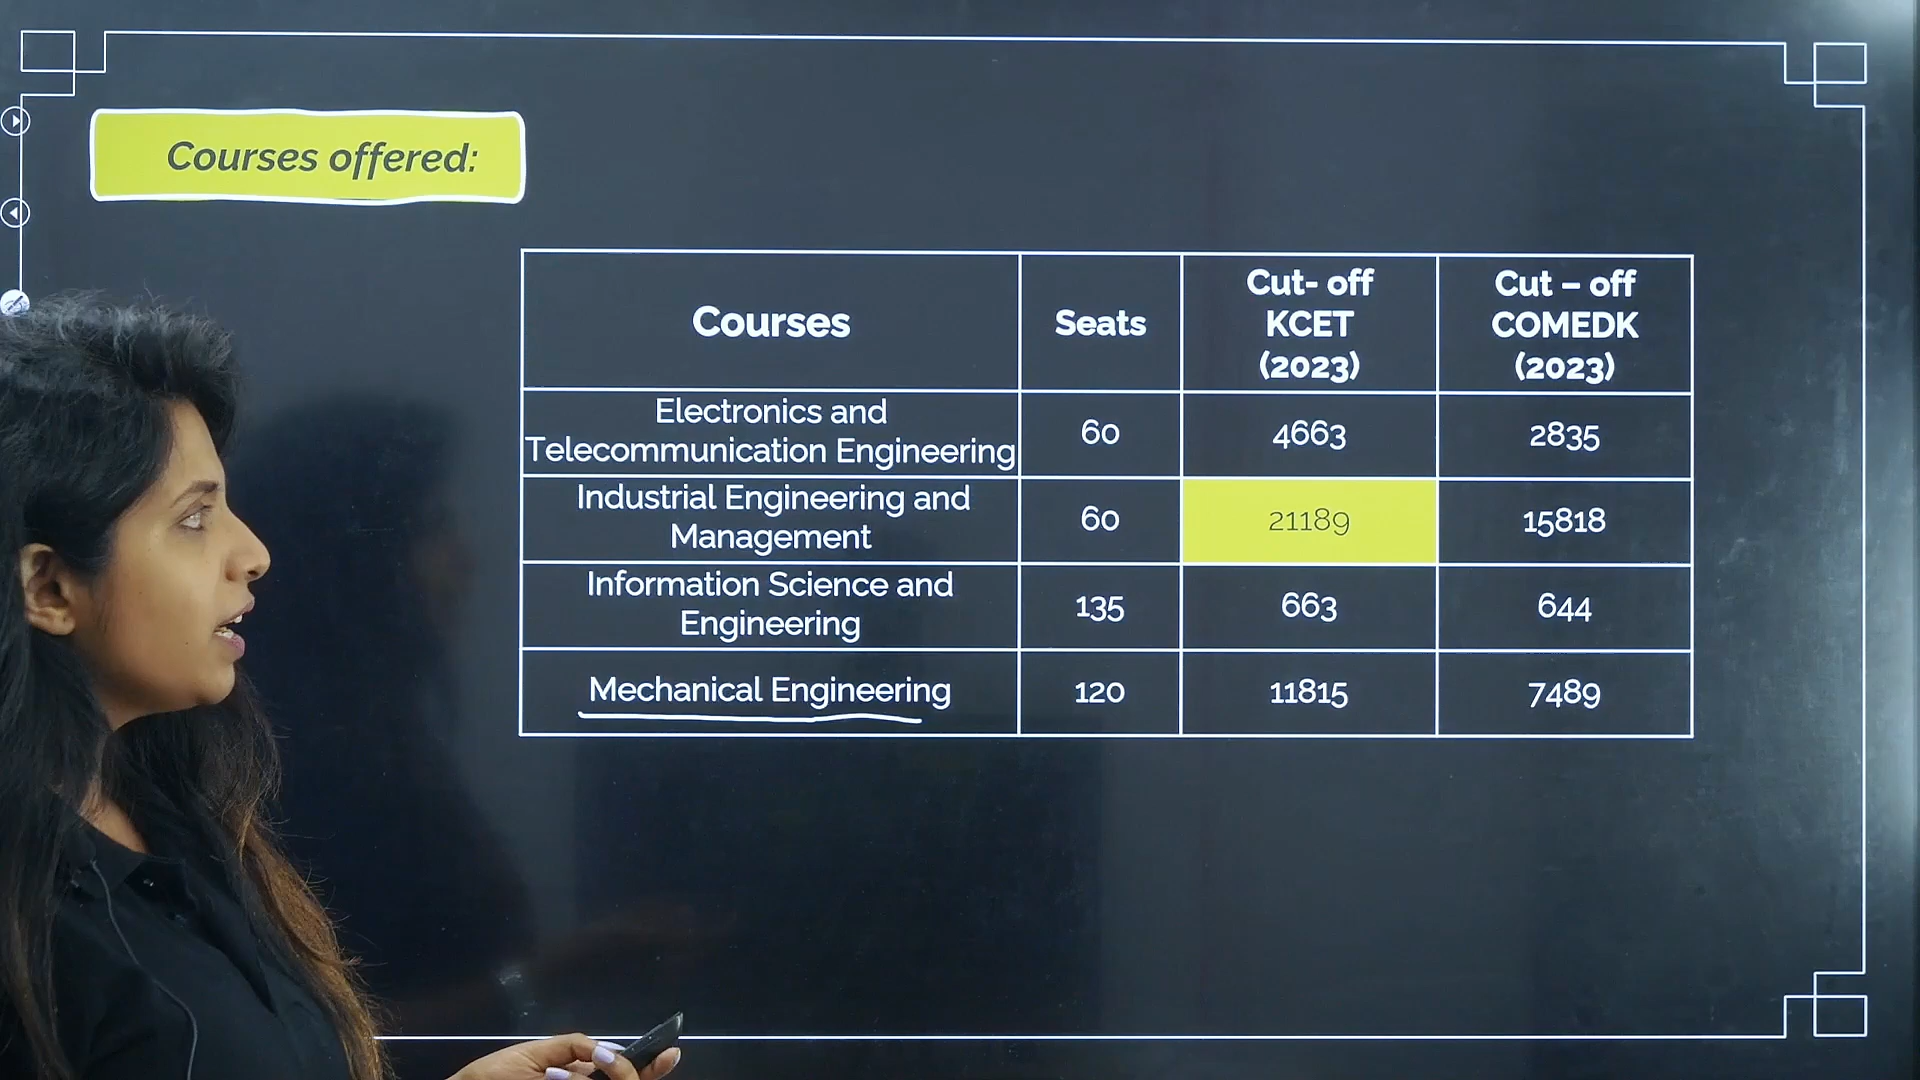 Courses offered:
Courses
Seats
Cut- off
KCET
(2023)
Cut – off
COMEDK
(2023)
Electronics and
Telecommunication Engineering
60
4663
2835
Industrial Engineering and
Management
60
21189
15818
Information Science and
Engineering
135
663
644
Mechanical Engineering
120
11815
7489